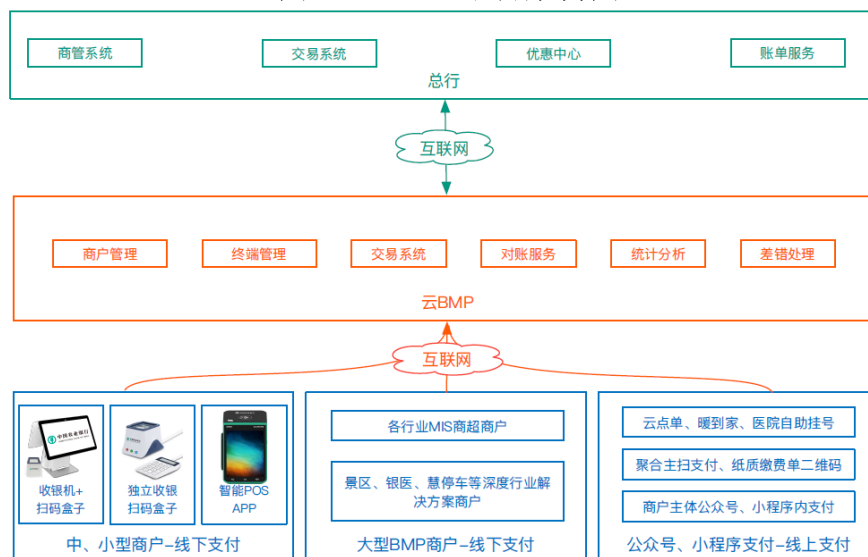 商管系统
交易系统
优惠中心
账单服务
总行
互联网
商户管理
终端管理
交易系统
对账服务
统计分析
差错处理
云BMP
互联网
中国农业银行
收银机+
扫码盒子
独立收银
扫码盒子
智能POS
APP
中、小型商户-线下支付
各行业MIS商超商户
景区、银医、慧停车等深度行业解
决方案商户
大型BMP商户-线下支付
云点单、暖到家、医院自助挂号
聚合主扫支付、纸质缴费单二维码
商户主体公众号、小程序内支付
公众号、小程序支付-线上支付